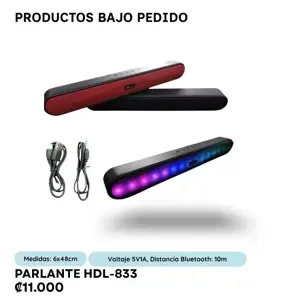 PRODUCTOS BAJO PEDIDO
Medidas: 6x48cm
Voltaje 5V1A, Distancia Bluetooth: 10m
PARLANTE HDL-833
₡11.000